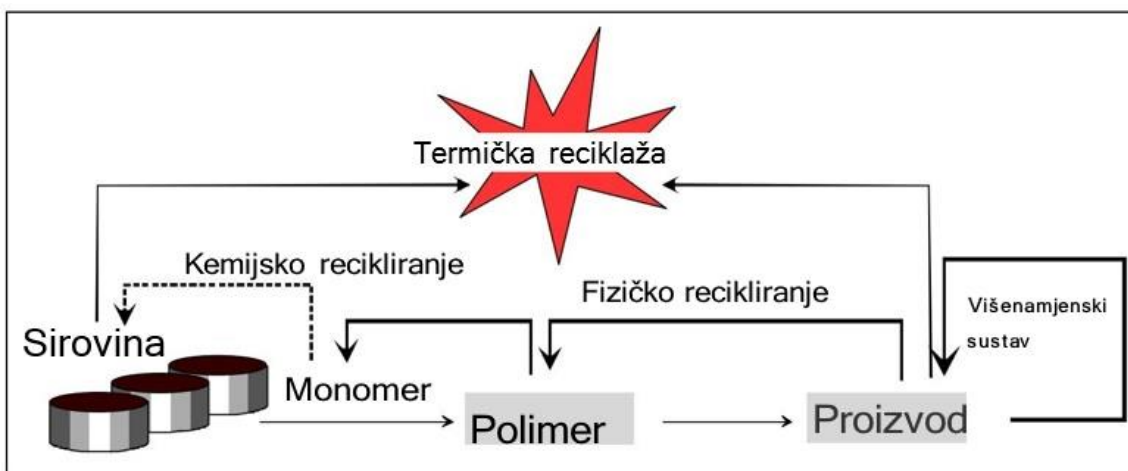 Termička reciklaža
Kemijsko recikliranje
Fizičko recikliranje
Višenamjenski
sustav
Sirovina
Monomer
Polimer
Proizvod